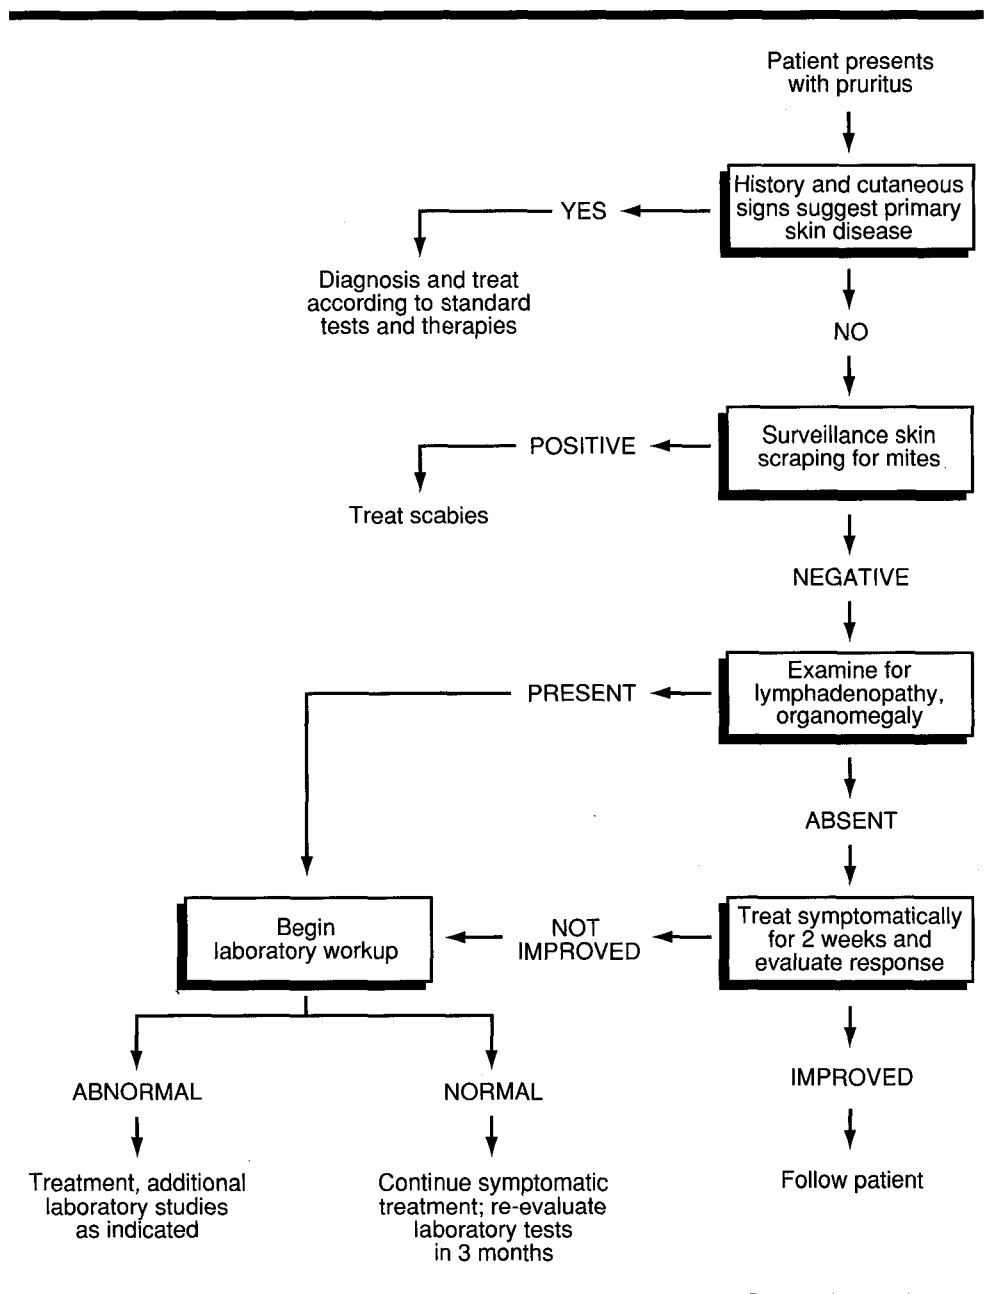 Patient presents
with pruritus
History and cutaneous
signs suggest primary
skin disease
YES
Diagnosis and treat
according to standard
tests and therapies
NO
Surveillance skin
scraping for mites
POSITIVE
Treat scabies
NEGATIVE
Examine for
lymphadenopathy,
organomegaly
PRESENT
ABSENT
Treat symptomatically
for 2 weeks and
evaluate response
NOT
IMPROVED
Begin
laboratory workup
IMPROVED
Follow patient
ABNORMAL
NORMAL
Treatment, additional
laboratory studies
as indicated
Continue symptomatic
treatment; re-evaluate
laboratory tests
in 3 months